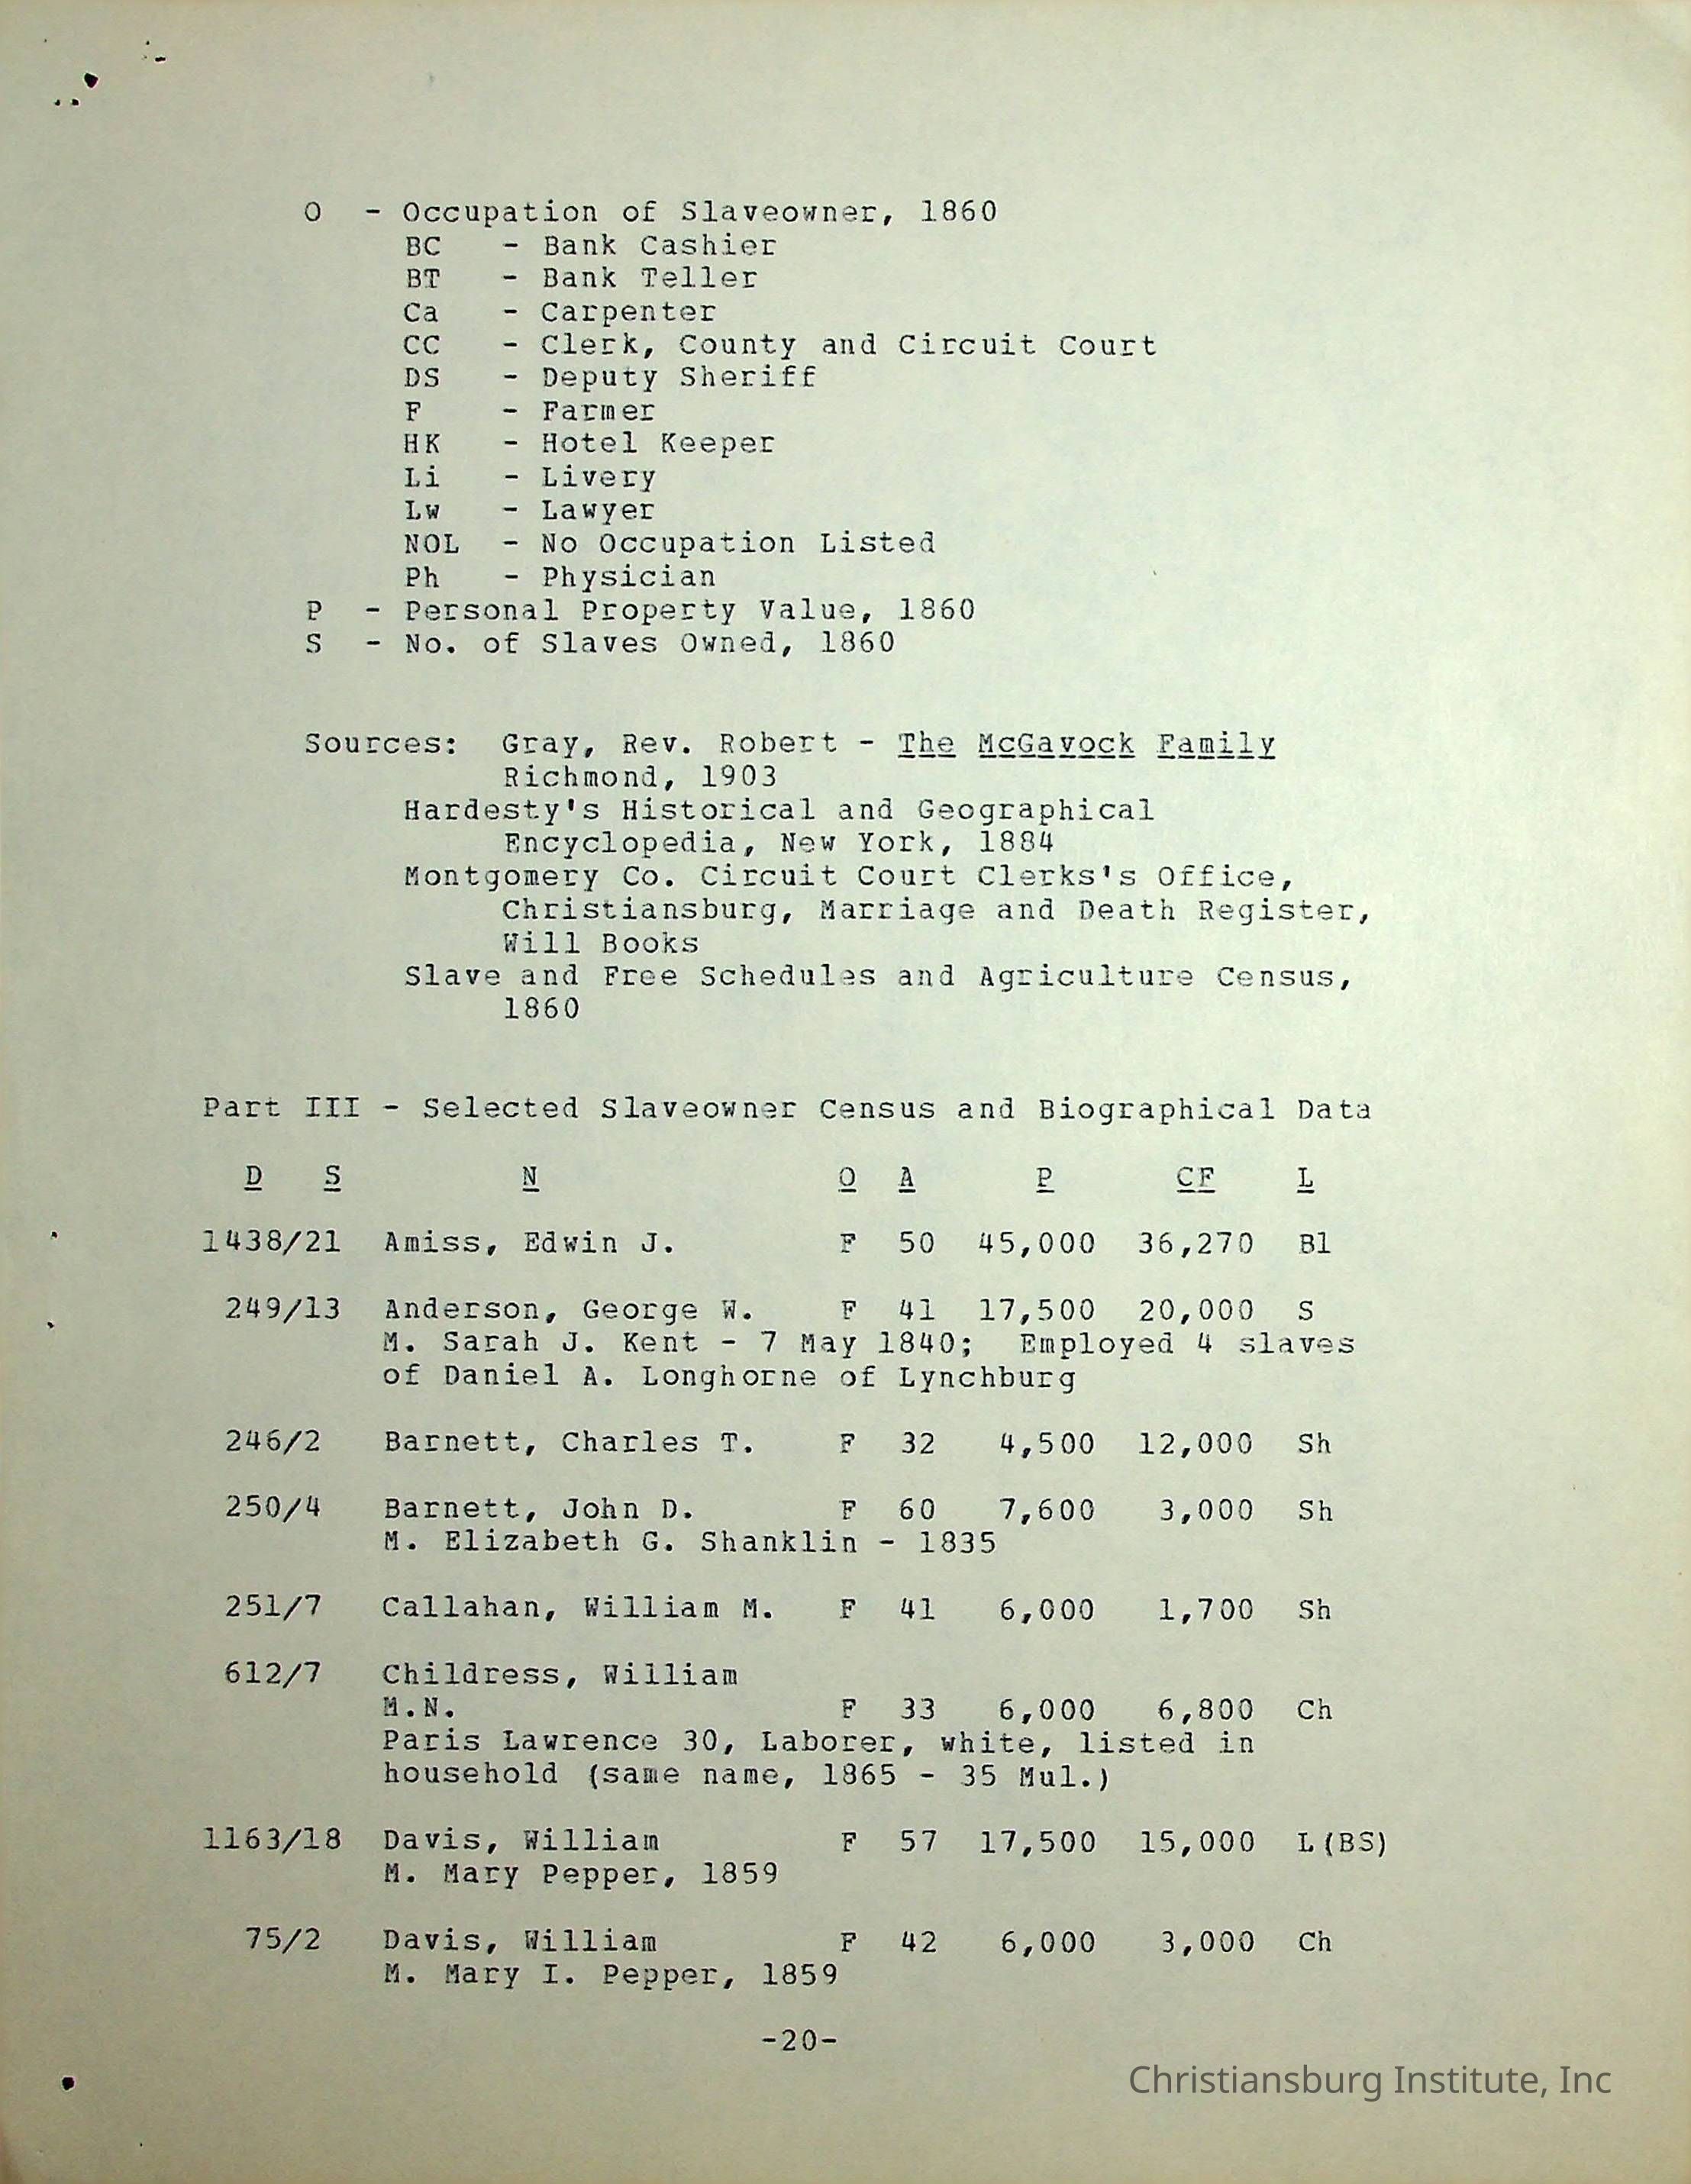 O - Occupation of Slaveowner, 1860
BC - Bank Cashier
BT - Bank Teller
Ca - Carpenter
CC - Clerk, County and Circuit Court
DS - Deputy Sheriff
F - Farmer
HK - Hotel Keeper
Li - Livery
Lw - Lawyer
NOL - No Occupation Listed
Ph - Physician
P - Personal Property Value, 1860
S - No. of Slaves Owned, 1860
Sources: Gray, Rev. Robert - The McGavock Family
Richmond, 1903
Hardesty's Historical and Geographical
Encyclopedia, New York, 1884
Montgomery Co. Circuit Court Clerks's Office,
Christiansburg, Marriage and Death Register,
Will Books
Slave and Free Schedules and Agriculture Census,
1860
Part III - Selected Slaveowner Census and Biographical Data
D S N O A P CF L
1438/21 Amiss, Edwin J. F 50 45,000 36,270 Bl
249/13 Anderson, George W. F 41 17,500 20,000 S
M. Sarah J. Kent - 7 May 1840; Employed 4 slaves
of Daniel A. Longhorne of Lynchburg
246/2 Barnett, Charles T. F 32 4,500 12,000 Sh
250/4 Barnett, John D. F 60 7,600 3,000 Sh
M. Elizabeth G. Shanklin - 1835
251/7 Callahan, William M. F 41 6,000 1,700 Sh
612/7 Childress, William
M.N. F 33 6,000 6,800 Ch
Paris Lawrence 30, Laborer, white, listed in
household (same name, 1865 - 35 Mul.)
1163/18 Davis, William F 57 17,500 15,000 L(BS)
M. Mary Pepper, 1859
75/2 Davis, William F 42 6,000 3,000 Ch
M. Mary I. Pepper, 1859
-20-
Christiansburg Institute, Inc